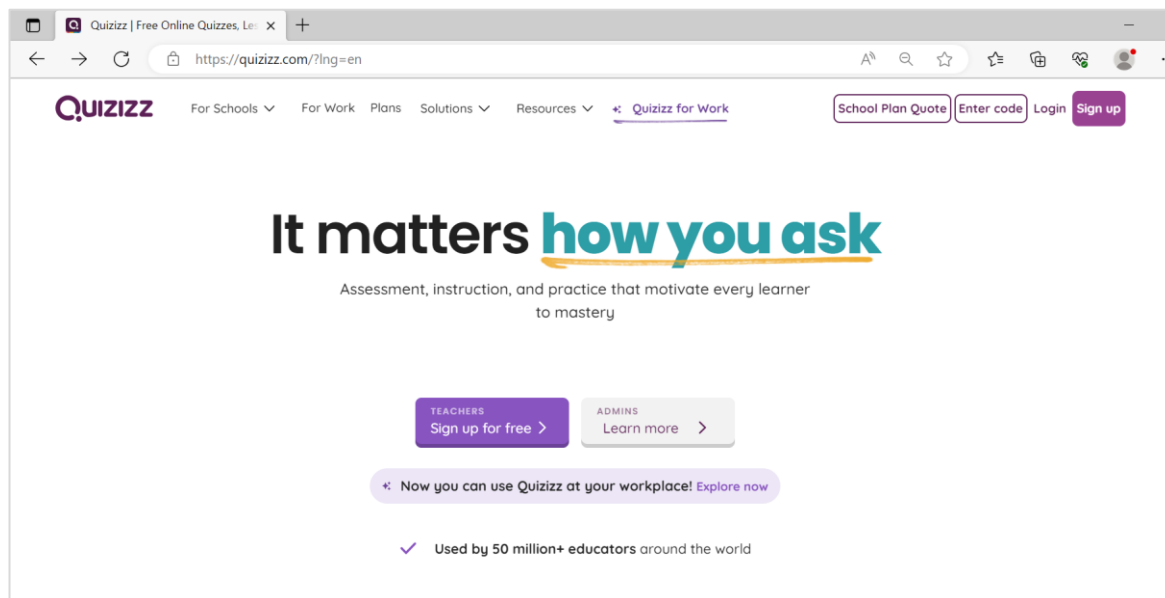 Quizizz | Free Online Quizzes, Les
https://quizizz.com/?lng=en
QUIZIZZ
For Schools For Work Plans Solutions Resources Quizizz for Work School Plan Quote Enter code Login Sign up
It matters how you ask
Assessment, instruction, and practice that motivate every learner
to mastery
TEACHERS
Sign up for free
ADMINS
Learn more
Now you can use Quizizz at your workplace! Explore now
Used by 50 million+ educators around the world